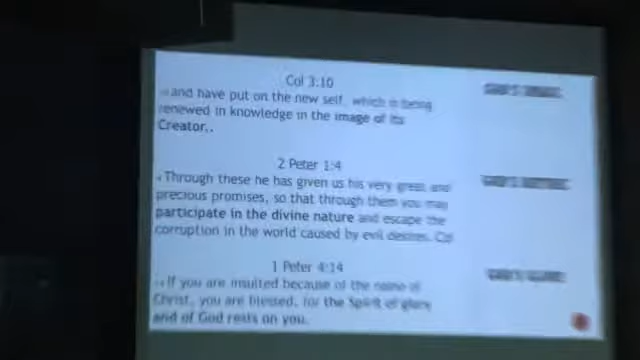 Col 3:10
and have put on the new self, which is being
renewed in knowledge in the image of its
Creator..
2 Peter 1:4
4 Through these he has given us his very great and
precious promises, so that through them you may
participate in the divine nature and escape the
corruption in the world caused by evil desires.
1 Peter 4:14
14 If you are insulted because of the name of
Christ, you are blessed, for the Spirit of glory
and of God rests on you.